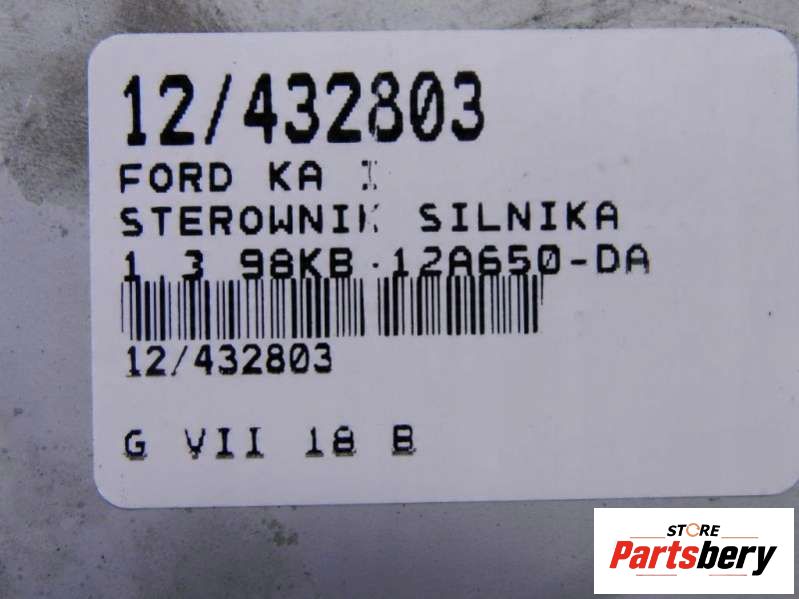 12/432803
FORD KA I
STEROWNIK SILNIKA
1.3 98KB-12A650-DA
12/432803
G VII 18 B
STORE
Partsbery